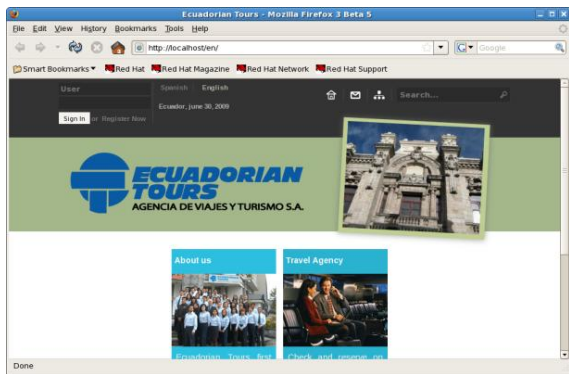 Ecuadorian Tours - Mozilla Firefox 3 Beta 5
File Edit View History Bookmarks Tools Help
http://localhost/en/
Google
Smart Bookmarks Red Hat Red Hat Magazine Red Hat Network Red Hat Support
User
Spanish English
Search...
Ecuador, june 30, 2009
Sign In or Register Now
ECUADORIAN
TOURS
AGENCIA DE VIAJES Y TURISMO S.A.
About us
Travel Agency
ECUADORIAN
TOURS
Ecuadorian Tours first
Check and reserve on
Done